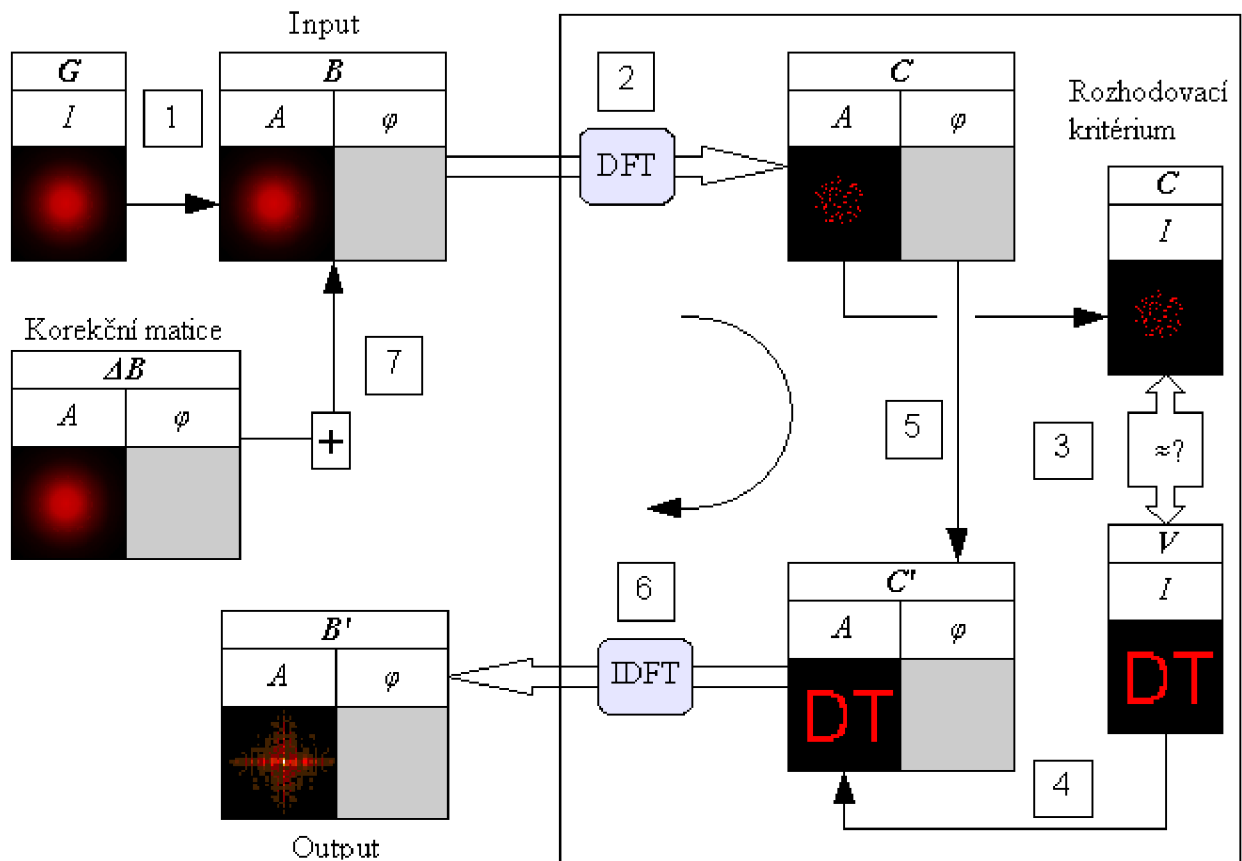 Input
G
I
1
B
A φ
2
DFT
C
A φ
Rozhodovací
kritérium
C
I
Korekční matice
ΔB
A φ
7
+
5
3
≈?
V
I
DT
6
IDFT
C'
A φ
DT
4
B'
A φ
Output